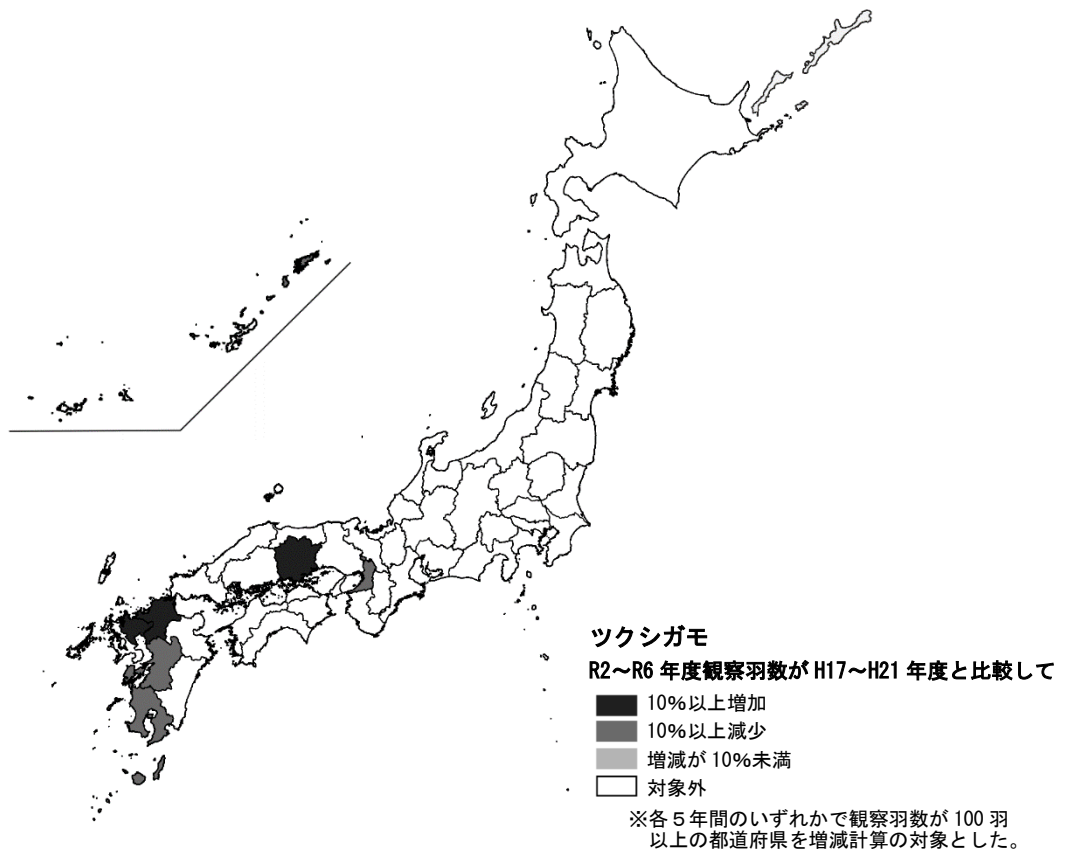 ツクシガモ
R2～R6 年度観察羽数が H17～H21 年度と比較して
10%以上増加
10%以上減少
増減が 10%未満
対象外
※各５年間のいずれかで観察羽数が 100 羽
以上の都道府県を増減計算の対象とした。